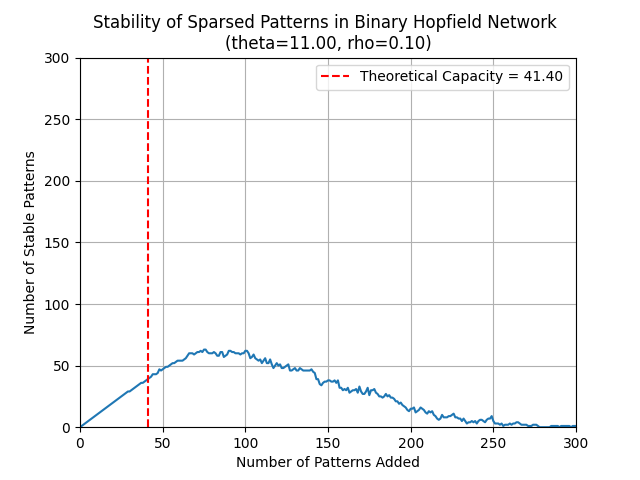 Stability of Sparsed Patterns in Binary Hopfield Network
(theta=11.00, rho=0.10)
Theoretical Capacity = 41.40
Number of Stable Patterns
300
250
200
150
100
50
0
0 50 100 150 200 250 300
Number of Patterns Added